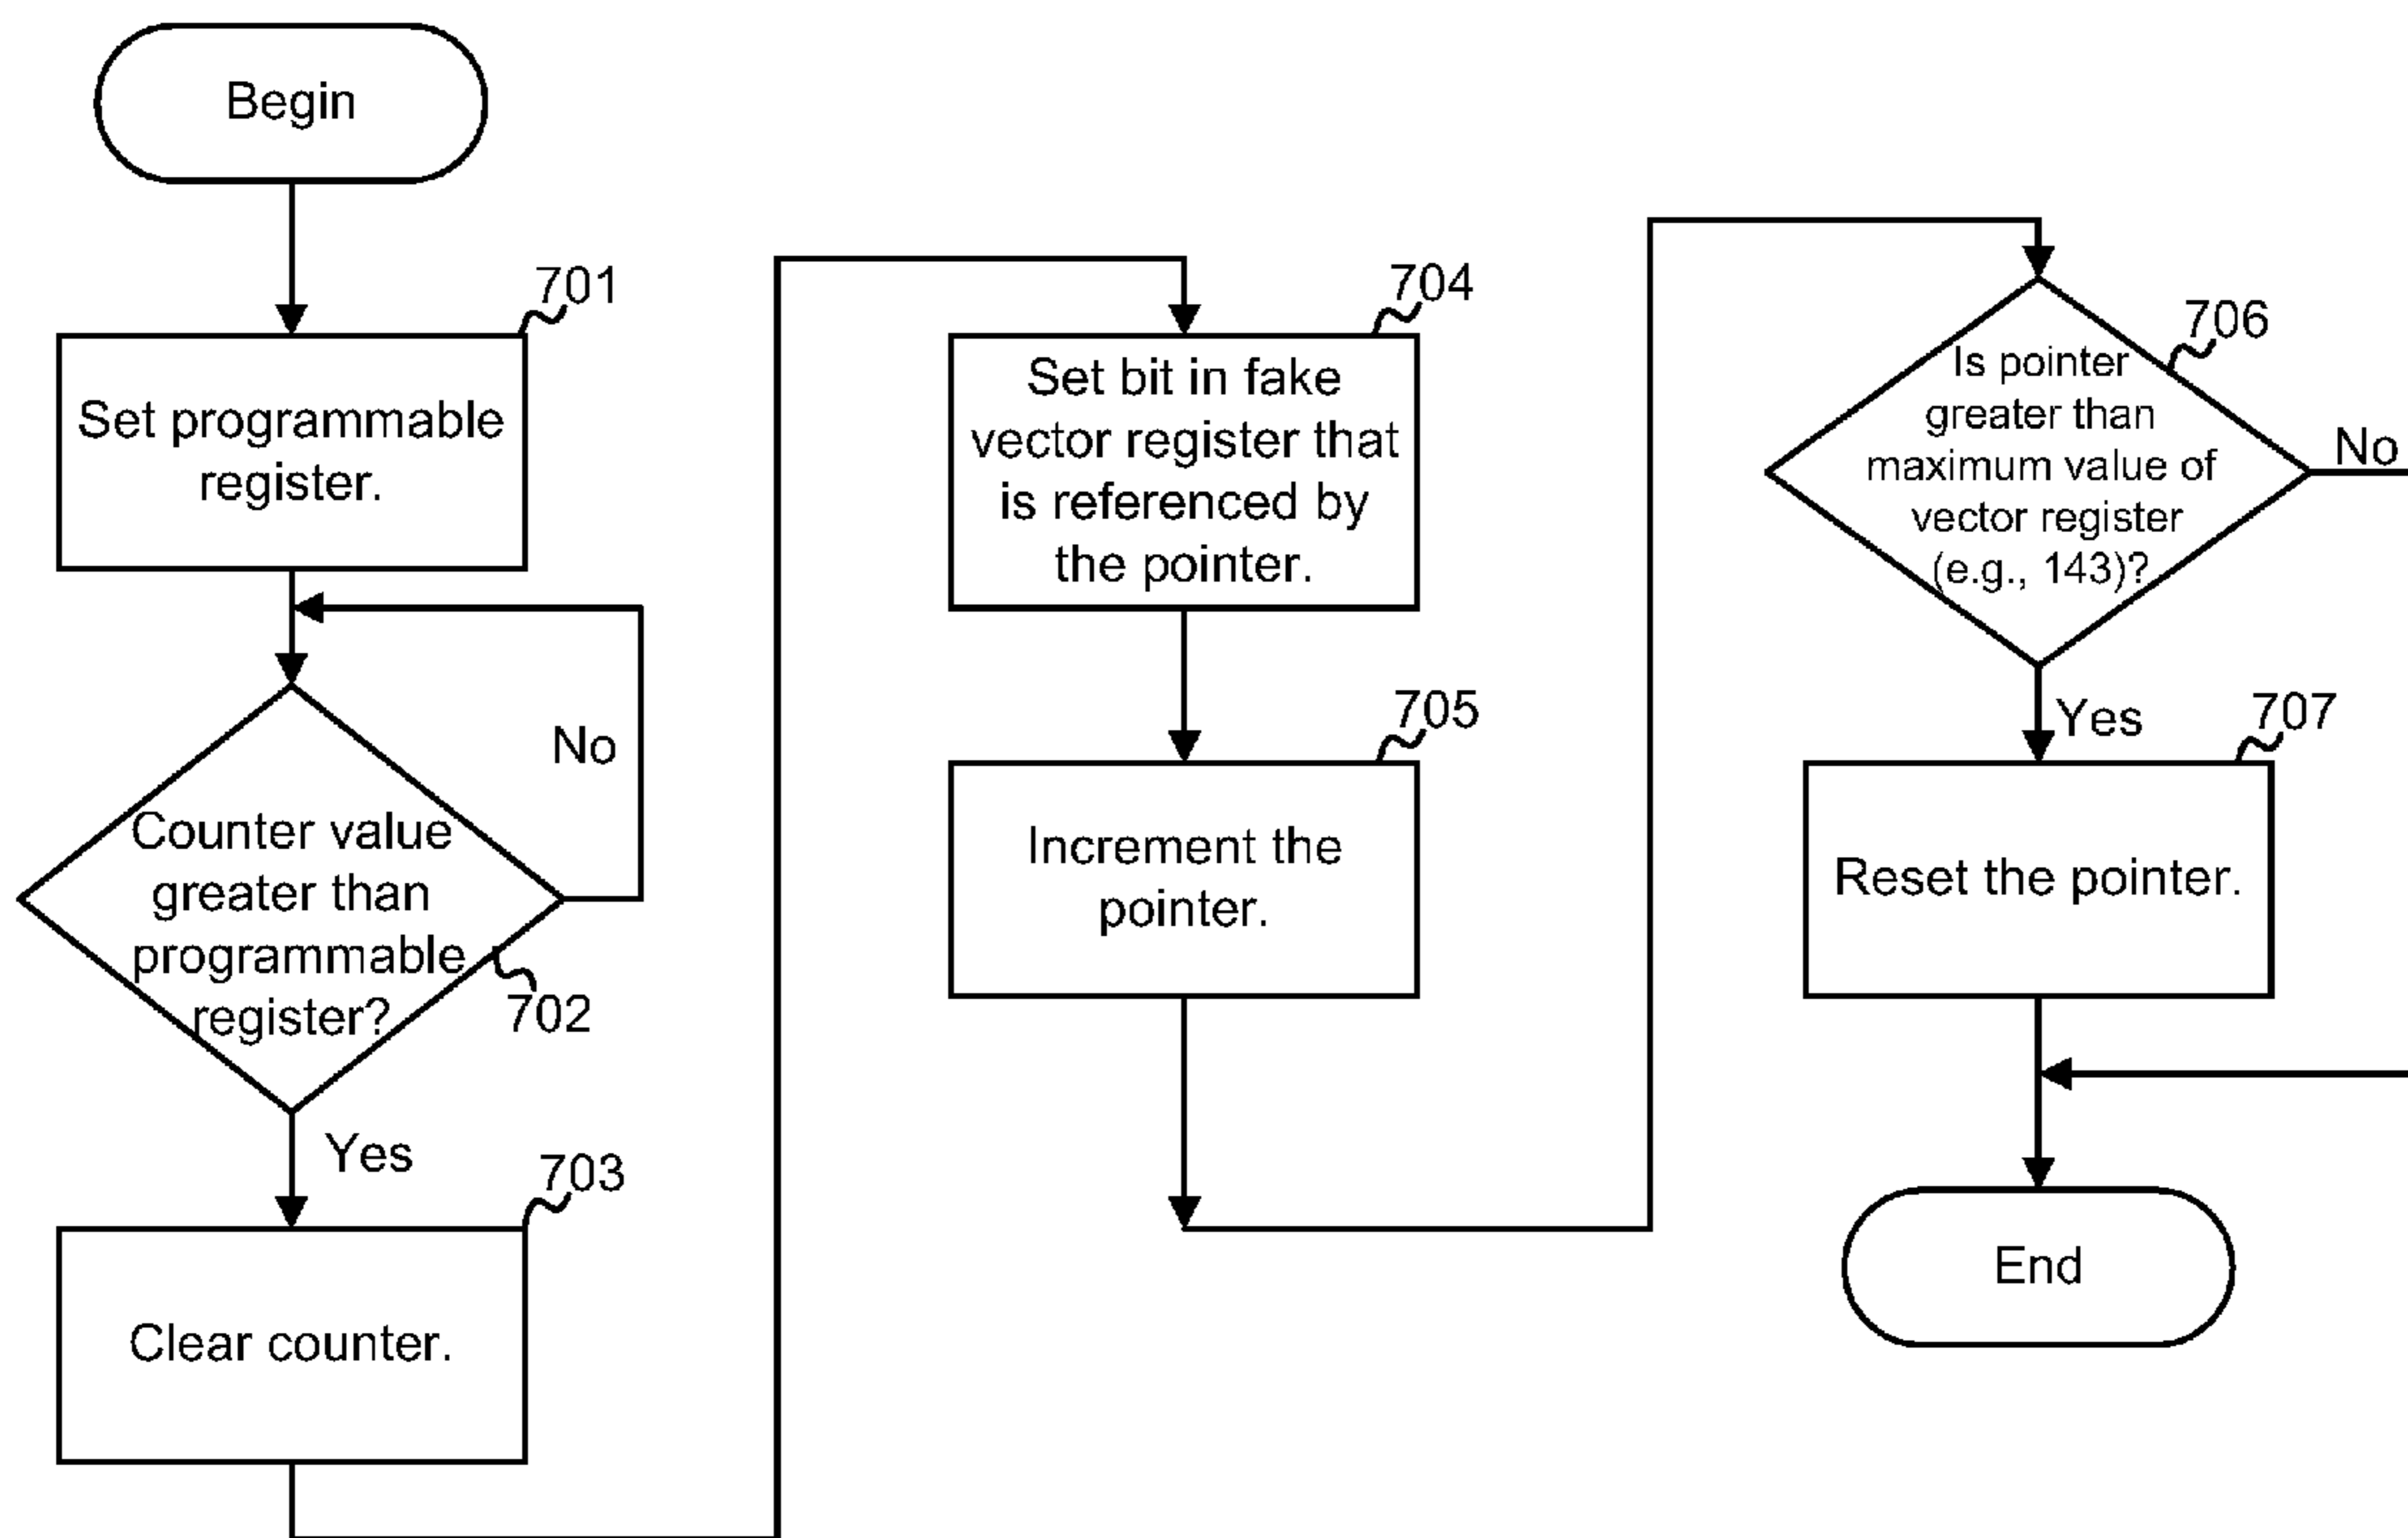 Begin
701
Set programmable
register.
No
Counter value
greater than
programmable
register?
702
Yes
703
Clear counter.
704
Set bit in fake
vector register that
is referenced by
the pointer.
705
Increment the
pointer.
706
Is pointer
greater than
maximum value of
vector register
(e.g., 143)?
No
Yes
707
Reset the pointer.
End